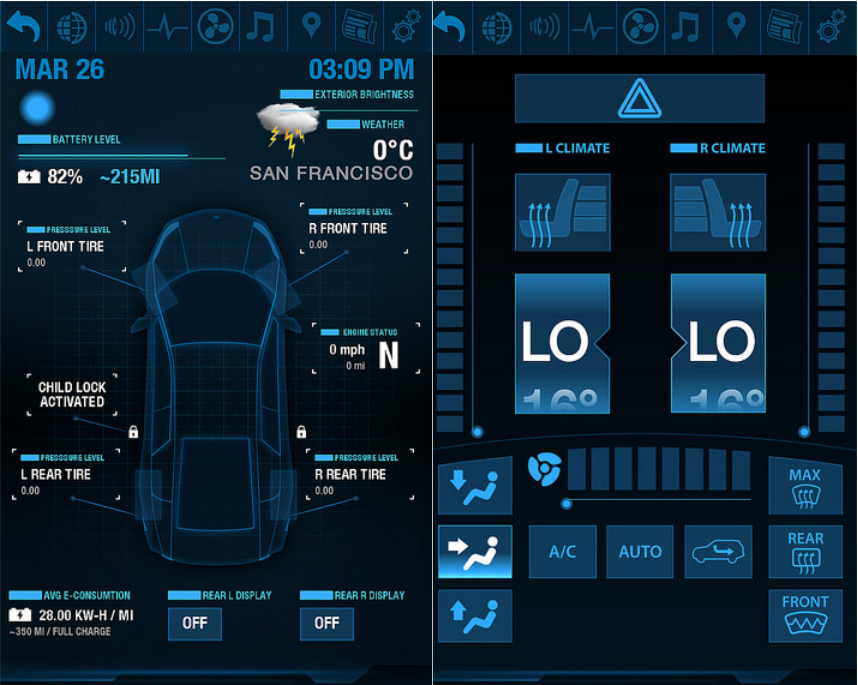 MAR 26
03:09 PM
EXTERIOR BRIGHTNESS
WEATHER
BATTERY LEVEL
0°C
82% ~215MI
SAN FRANCISCO
PRESSSURE LEVEL
L FRONT TIRE
0.00
PRESSSURE LEVEL
R FRONT TIRE
0.00
ENGINE STATUS
0 mph
N
0 mi
CHILD LOCK
ACTIVATED
PRESSSURE LEVEL
L REAR TIRE
0.00
PRESSSURE LEVEL
R REAR TIRE
0.00
AVG E-CONSUMTION
28.00 KW-H / MI
~350 MI / FULL CHARGE
REAR L DISPLAY
OFF
REAR R DISPLAY
OFF
L CLIMATE
R CLIMATE
LO
16°
LO
16°
MAX
A/C
AUTO
REAR
FRONT